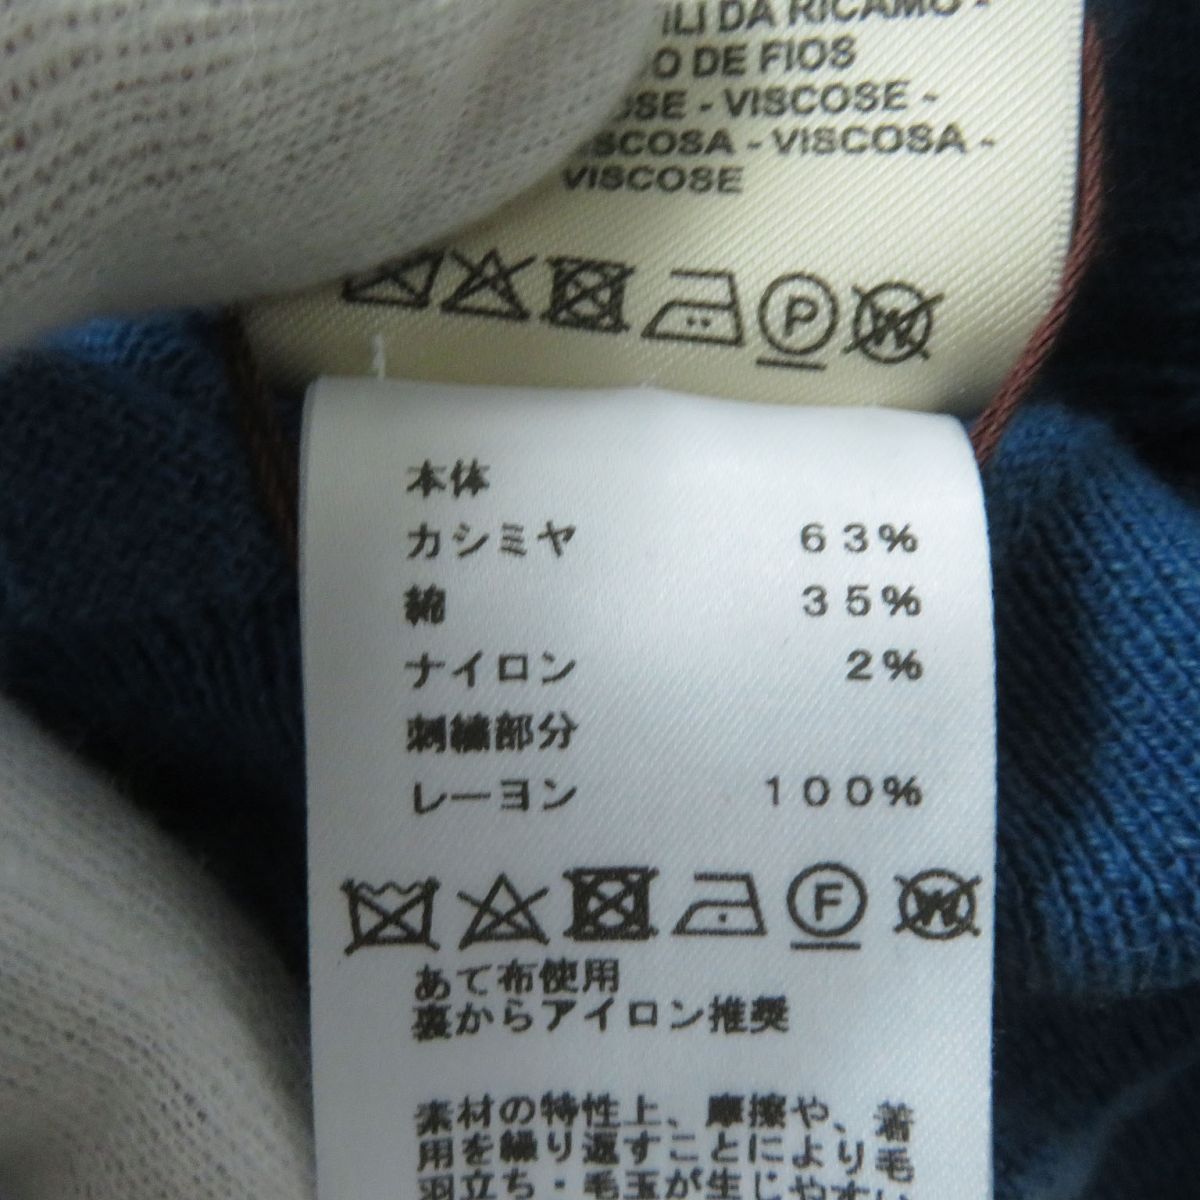 ILI DA RICAMO -
O DE FIOS
OSE - VISCOSE -
SCOSA - VISCOSA -
VISCOSE
P
W
本体
カシミヤ 63%
綿 35%
ナイロン 2%
刺繍部分
レーヨン 100%
F
W
あて布使用
裏からアイロン推奨
素材の特性上、摩擦や、着
用を繰り返すことにより毛
羽立ち・毛玉が生じやすい